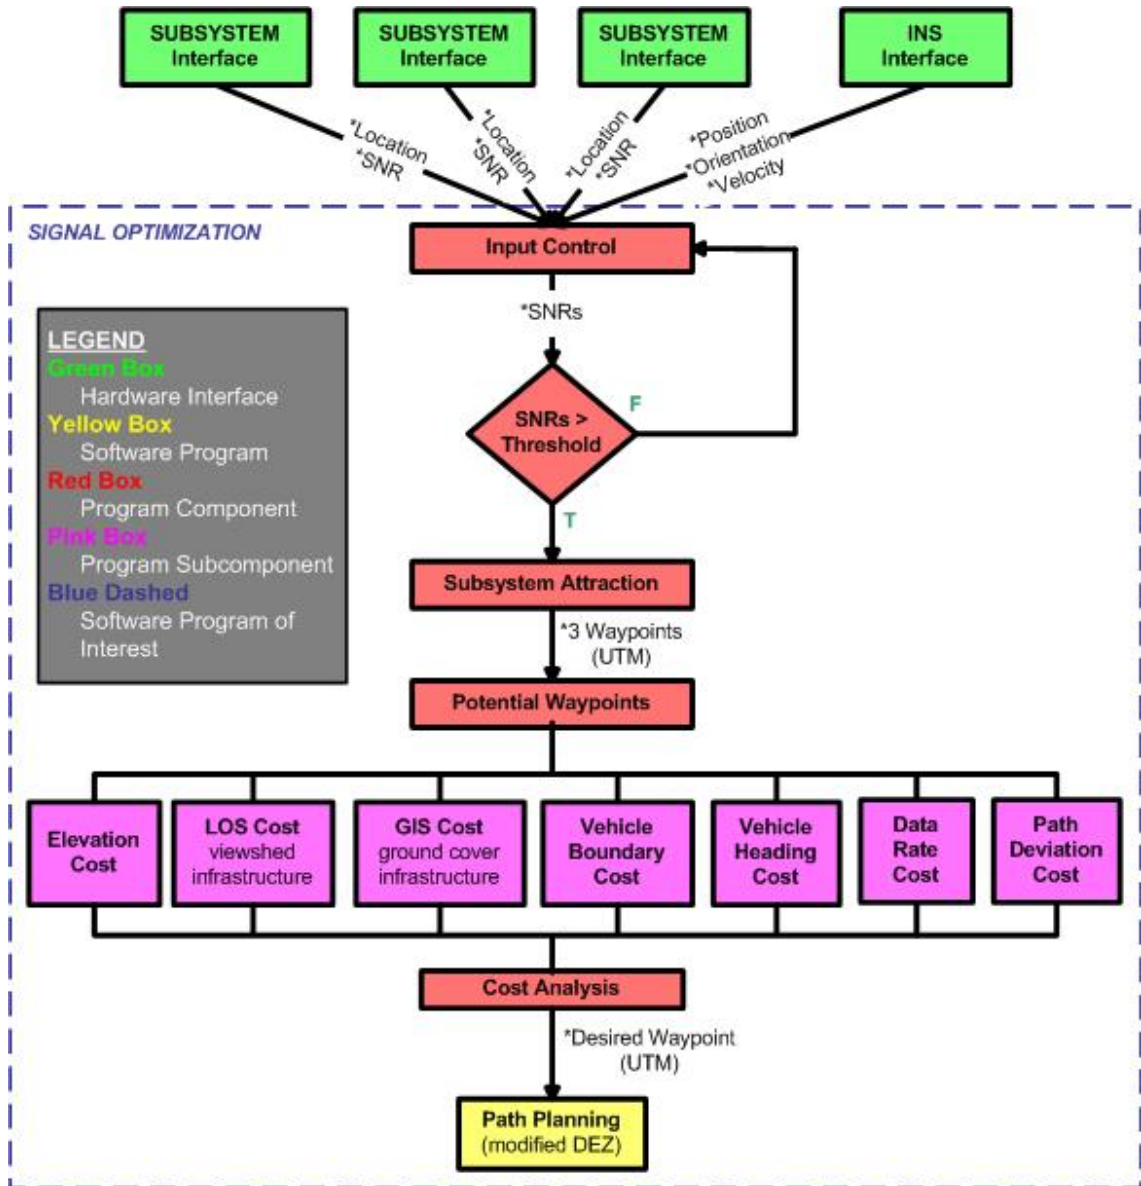 SUBSYSTEM
Interface
SUBSYSTEM
Interface
SUBSYSTEM
Interface
INS
Interface
*Location
*SNR
*Location
*SNR
*Location
*SNR
*Position
*Orientation
*Velocity
SIGNAL OPTIMIZATION
Input Control
*SNRs
LEGEND
Green Box
Hardware Interface
Yellow Box
Software Program
Red Box
Program Component
Pink Box
Program Subcomponent
Blue Dashed
Software Program of
Interest
SNRs >
Threshold
F
T
Subsystem Attraction
*3 Waypoints
(UTM)
Potential Waypoints
Elevation
Cost
LOS Cost
viewshed
infrastructure
GIS Cost
ground cover
infrastructure
Vehicle
Boundary
Cost
Vehicle
Heading
Cost
Data
Rate
Cost
Path
Deviation
Cost
Cost Analysis
*Desired Waypoint
(UTM)
Path Planning
(modified DEZ)